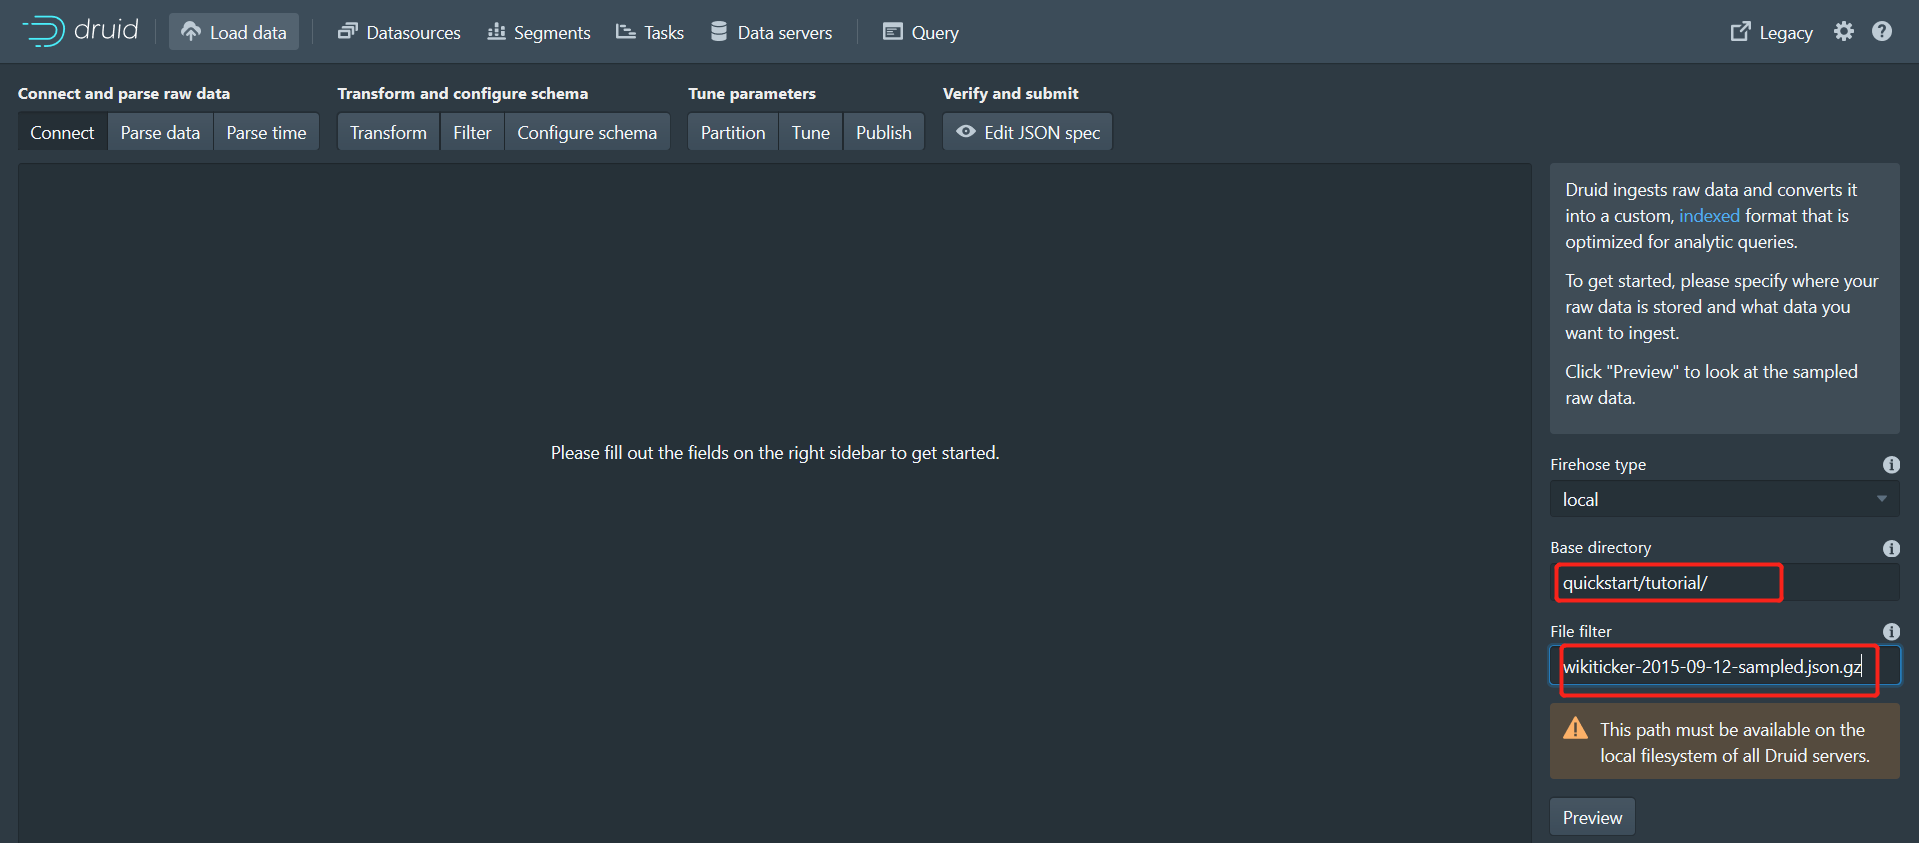 druid Load data Datasources Segments Tasks Data servers Query Legacy
Connect and parse raw data Transform and configure schema Tune parameters Verify and submit
Connect Parse data Parse time Transform Filter Configure schema Partition Tune Publish Edit JSON spec
Please fill out the fields on the right sidebar to get started.
Druid ingests raw data and converts it
into a custom, indexed format that is
optimized for analytic queries.
To get started, please specify where your
raw data is stored and what data you
want to ingest.
Click "Preview" to look at the sampled
raw data.
Firehose type
local
Base directory
quickstart/tutorial/
File filter
wikiticker-2015-09-12-sampled.json.gz
This path must be available on the
local filesystem of all Druid servers.
Preview